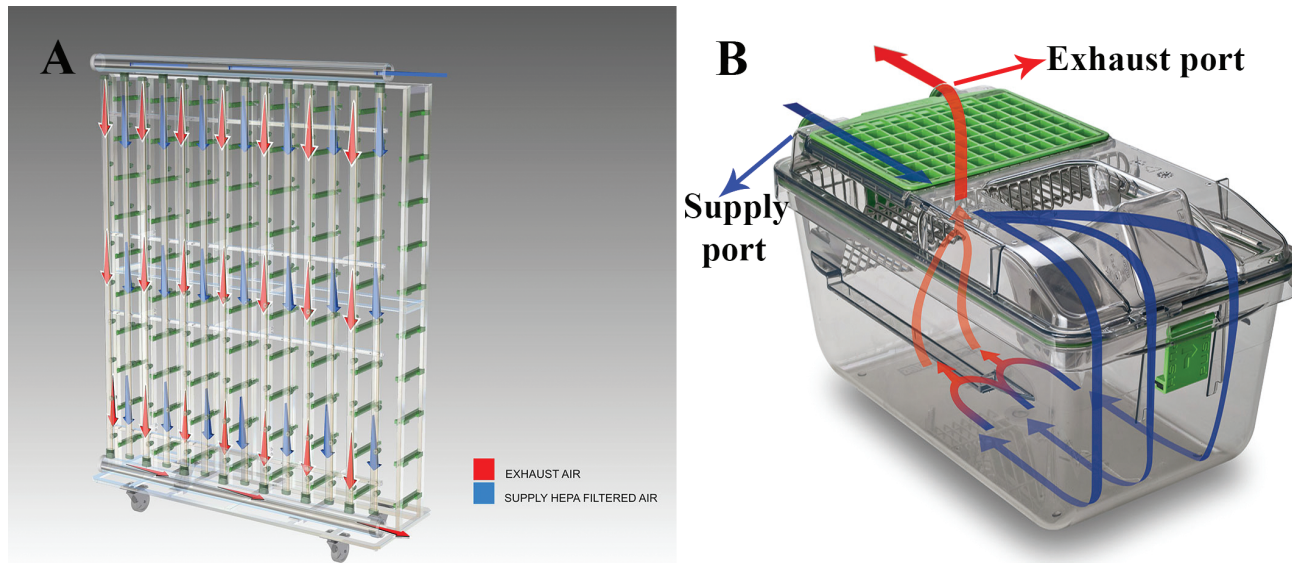 A
EXHAUST AIR
SUPPLY HEPA FILTERED AIR
B
Exhaust port
Supply
port